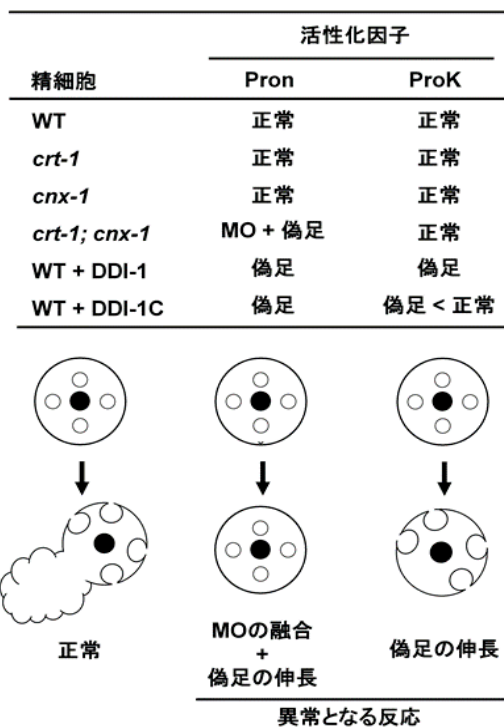 活性化因子
精細胞 Pron ProK
WT 正常 正常
crt-1 正常 正常
cnx-1 正常 正常
crt-1; cnx-1 MO + 偽足 正常
WT + DDI-1 偽足 偽足
WT + DDI-1C 偽足 偽足 < 正常
正常
MOの融合
+
偽足の伸長
偽足の伸長
異常となる反応